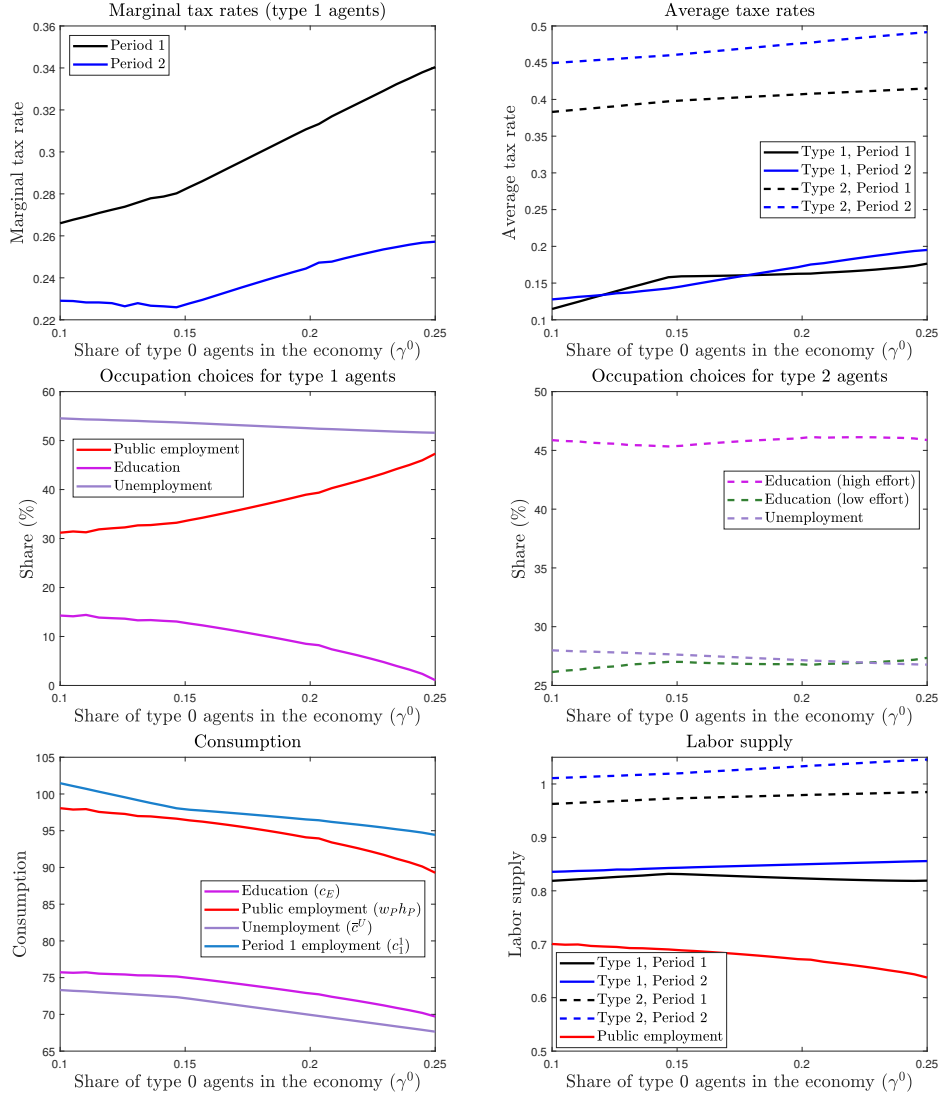 Marginal tax rates (type 1 agents)
0.36
0.34
0.32
0.3
0.28
0.26
0.24
0.22
Marginal tax rate
Period 1
Period 2
0.1
0.15
0.2
0.25
Share of type 0 agents in the economy (γ⁰)
Average taxe rates
0.5
0.45
0.4
0.35
0.3
0.25
0.2
0.15
0.1
Average tax rate
Type 1, Period 1
Type 1, Period 2
Type 2, Period 1
Type 2, Period 2
0.1
0.15
0.2
0.25
Share of type 0 agents in the economy (γ⁰)
Occupation choices for type 1 agents
60
50
40
30
20
10
0
Share (%)
Public employment
Education
Unemployment
0.1
0.15
0.2
0.25
Share of type 0 agents in the economy (γ⁰)
Occupation choices for type 2 agents
50
45
40
35
30
25
Share (%)
Education (high effort)
Education (low effort)
Unemployment
0.1
0.15
0.2
0.25
Share of type 0 agents in the economy (γ⁰)
Consumption
105
100
95
90
85
80
75
70
65
Consumption
Education (c_E)
Public employment (w_P h_P)
Unemployment (c̅^U)
Period 1 employment (c_1^1)
0.1
0.15
0.2
0.25
Share of type 0 agents in the economy (γ⁰)
Labor supply
1
0.9
0.8
0.7
0.6
0.5
Labor supply
Type 1, Period 1
Type 1, Period 2
Type 2, Period 1
Type 2, Period 2
Public employment
0.1
0.15
0.2
0.25
Share of type 0 agents in the economy (γ⁰)